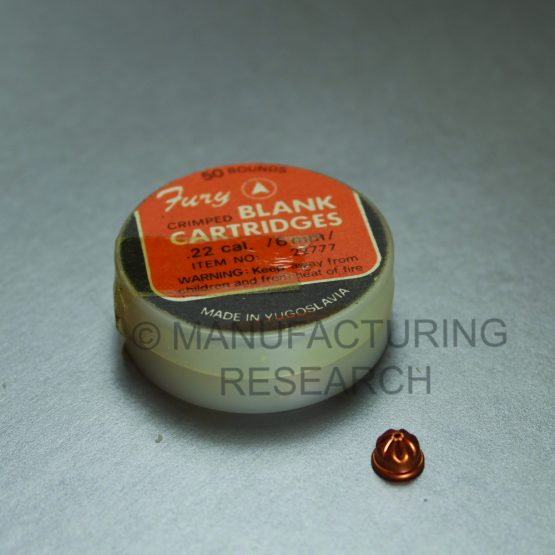 50 ROUNDS
Fury
CRIMPED BLANK
CARTRIDGES
.22 cal. /6 mm/
ITEM NO: 22777
WARNING: Keep away from
children and from heat of fire
MADE IN YUGOSLAVIA
© MANUFACTURING
RESEARCH